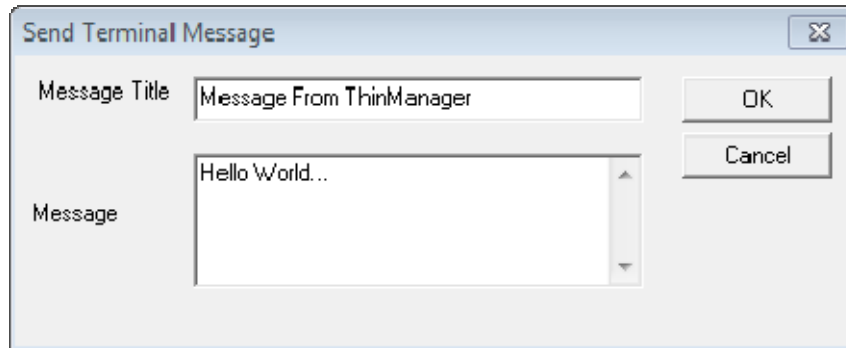 Send Terminal Message
Message Title
Message From ThinManager
OK
Cancel
Hello World...
Message